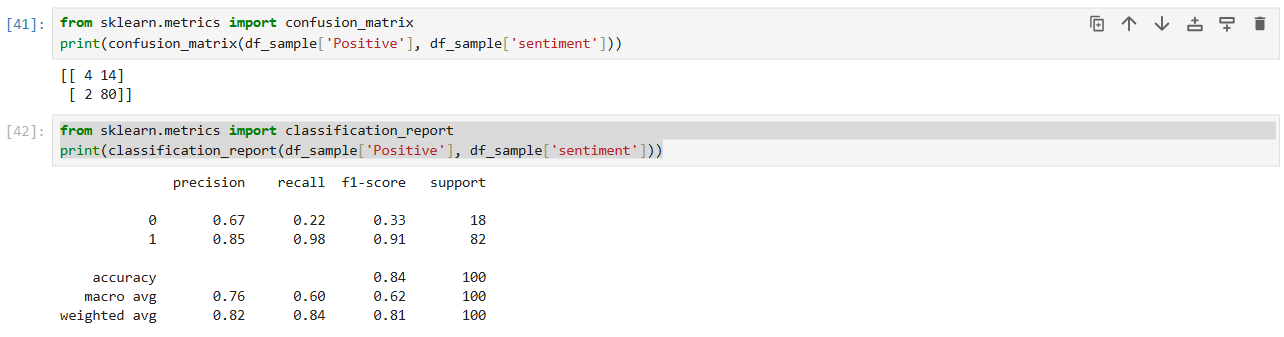 [41]: from sklearn.metrics import confusion_matrix
print(confusion_matrix(df_sample['Positive'], df_sample['sentiment']))
[[ 4 14]
 [ 2 80]]
[42]: from sklearn.metrics import classification_report
print(classification_report(df_sample['Positive'], df_sample['sentiment']))
precision recall f1-score support
0 0.67 0.22 0.33 18
1 0.85 0.98 0.91 82
accuracy 0.84 100
macro avg 0.76 0.60 0.62 100
weighted avg 0.82 0.84 0.81 100